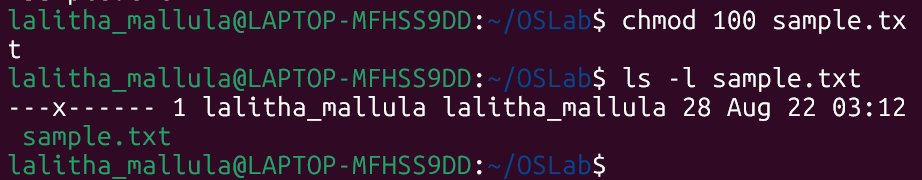 lalitha_mallula@LAPTOP-MFHSS9DD:~/OSLab$ chmod 100 sample.tx
t
lalitha_mallula@LAPTOP-MFHSS9DD:~/OSLab$ ls -l sample.txt
---x------ 1 lalitha_mallula lalitha_mallula 28 Aug 22 03:12
sample.txt
lalitha_mallula@LAPTOP-MFHSS9DD:~/OSLab$